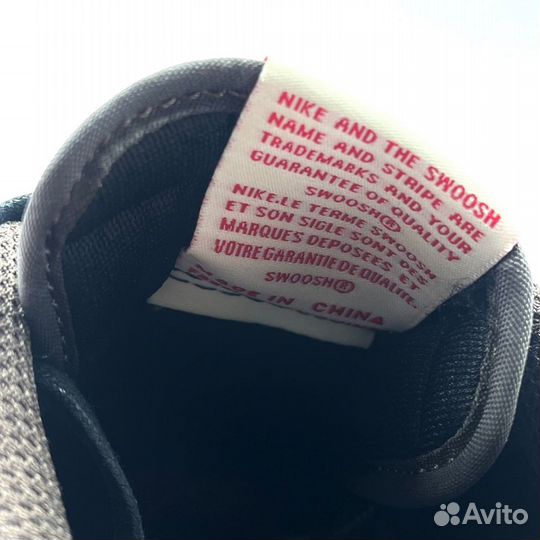 NIKE AND THE SWOOSH
NAME AND STRIPE ARE
TRADEMARKS AND YOUR
GUARANTEE OF QUALITY
SWOOSH®
NIKE.LE TERME SWOOSH
ET SON SIGLE SONT DES
MARQUES DEPOSEES ET
VOTRE GARANTIE DE QUALITE.
SWOOSH®
MADE IN CHINA
Avito